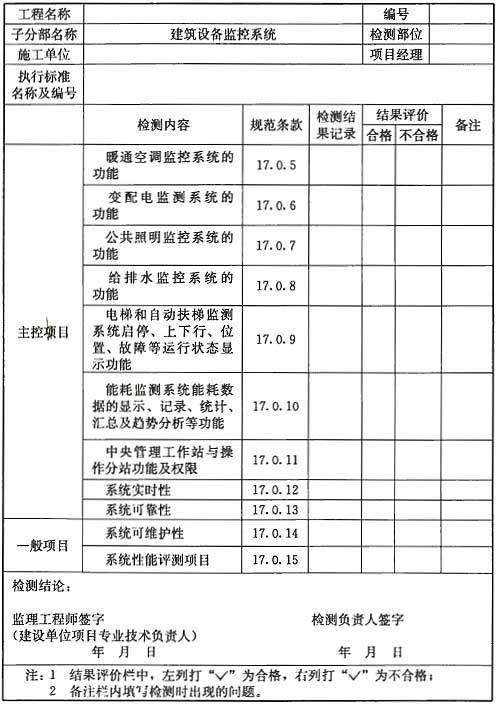 工程名称 编号
子分部名称 建筑设备监控系统 检测部位
施工单位 项目经理
执行标准
名称及编号
检测内容 规范条款 检测结
果记录 结果评价 备注
合格 不合格
主控项目
暖通空调监控系统的
功能 17.0.5
变配电监测系统的
功能 17.0.6
公共照明监控系统的
功能 17.0.7
给排水监控系统的
功能 17.0.8
电梯和自动扶梯监测
系统启停、上下行、位
置、故障等运行状态显
示功能 17.0.9
能耗监测系统能耗数
据的显示、记录、统计、
汇总及趋势分析等功能 17.0.10
中央管理工作站与操
作分站功能及权限 17.0.11
系统实时性 17.0.12
系统可靠性 17.0.13
一般项目
系统可维护性 17.0.14
系统性能评测项目 17.0.15
检测结论：
监理工程师签字 检测负责人签字
（建设单位项目专业技术负责人）
年 月 日 年 月 日
注：1 结果评价栏中，左列打“√”为合格，右列打“√”为不合格；
2 备注栏内填写检测时出现的问题。